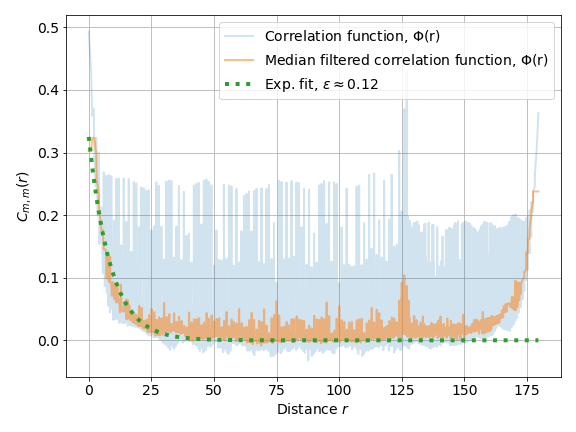 Correlation function, Φ(r)
Median filtered correlation function, Φ(r)
Exp. fit, ε ≈ 0.12
0.5
0.4
0.3
0.2
0.1
0.0
C_{m,m}(r)
0 25 50 75 100 125 150 175
Distance r